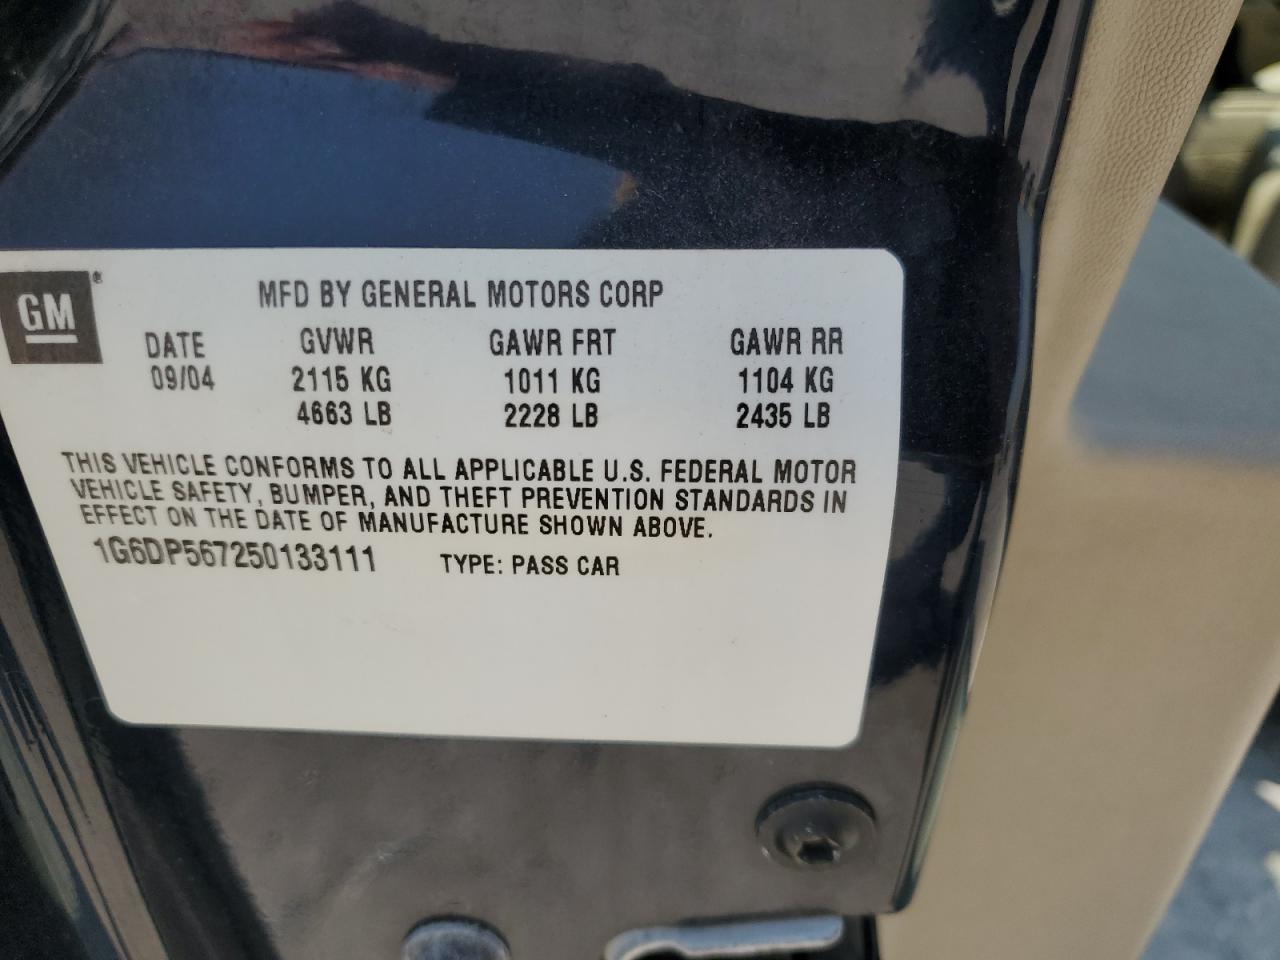 GM®
MFD BY GENERAL MOTORS CORP
DATE GVWR GAWR FRT GAWR RR
09/04 2115 KG 1011 KG 1104 KG
4663 LB 2228 LB 2435 LB
THIS VEHICLE CONFORMS TO ALL APPLICABLE U.S. FEDERAL MOTOR
VEHICLE SAFETY, BUMPER, AND THEFT PREVENTION STANDARDS IN
EFFECT ON THE DATE OF MANUFACTURE SHOWN ABOVE.
1G6DP567250133111 TYPE: PASS CAR